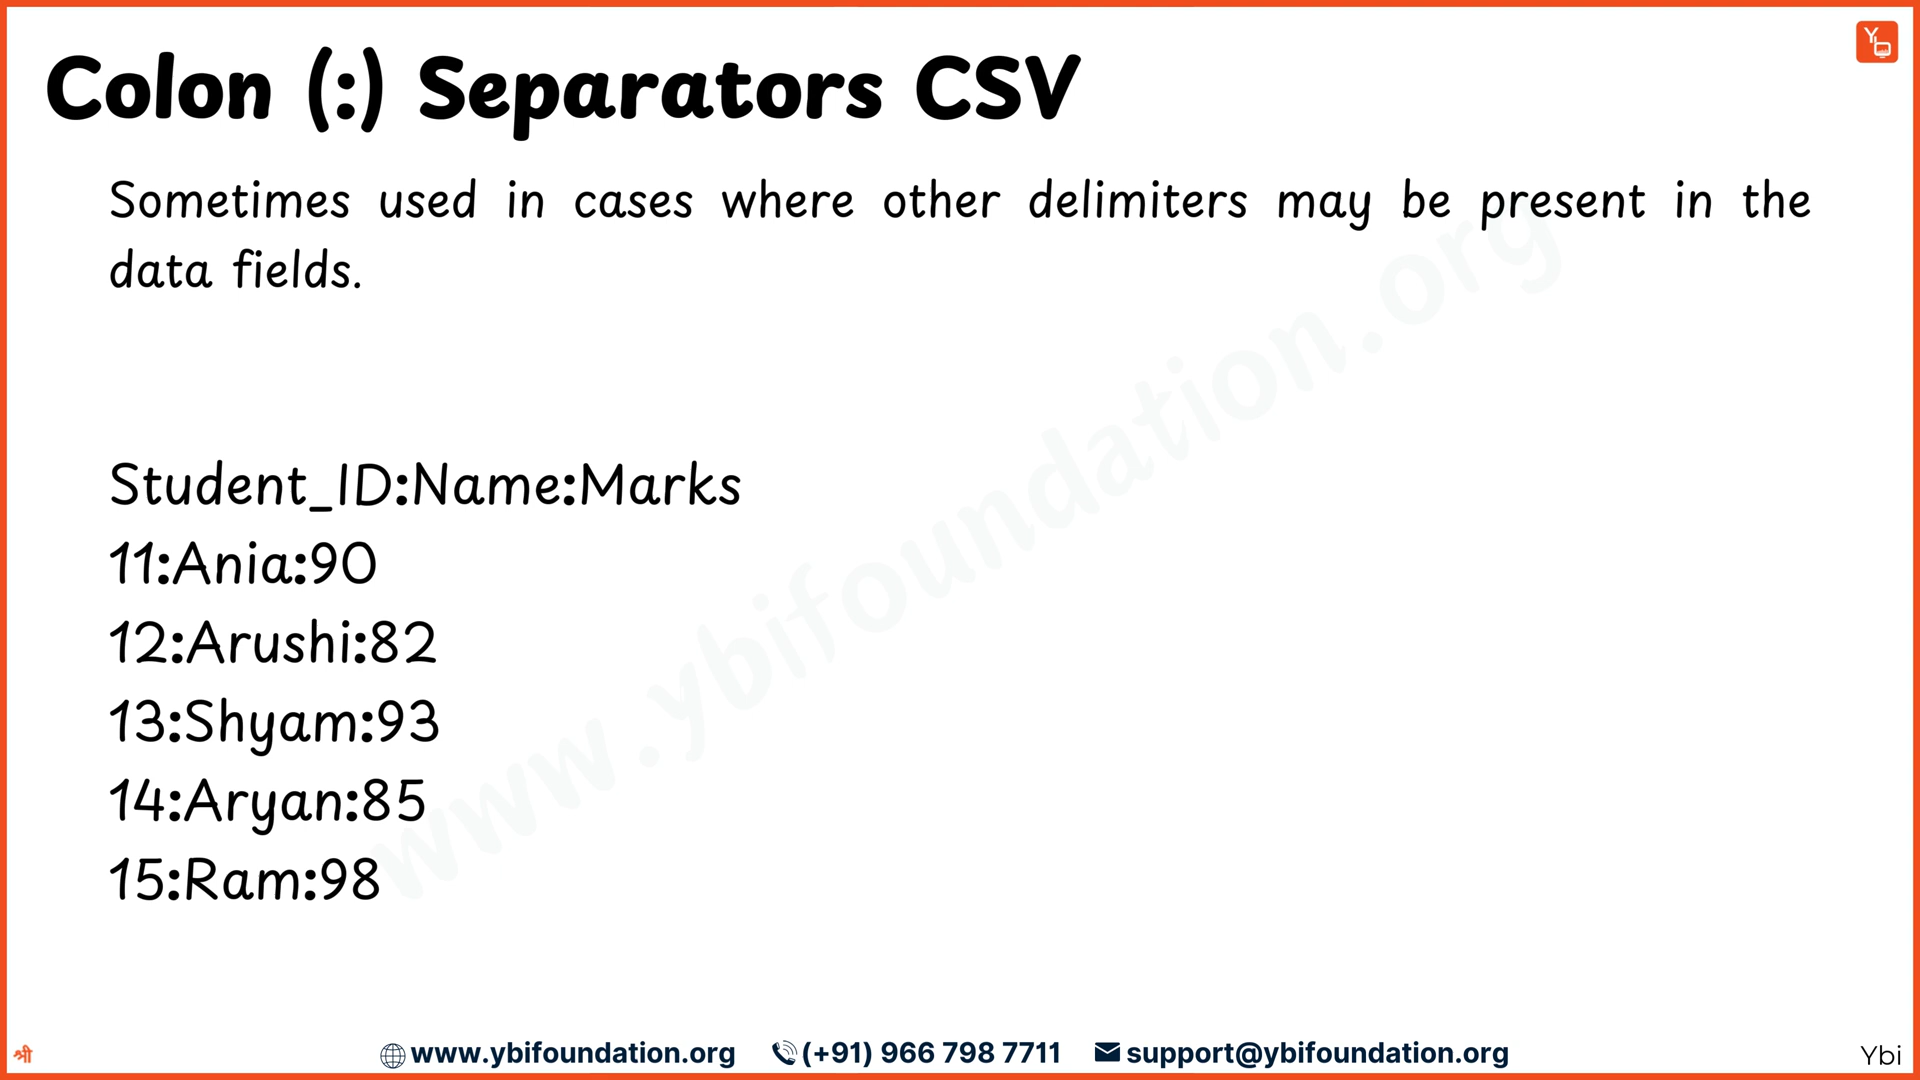 Colon (:) Separators CSV
Sometimes used in cases where other delimiters may be present in the
data fields.
www.ybifoundation.org
Student_ID:Name:Marks
11:Ania:90
12:Arushi:82
13:Shyam:93
14:Aryan:85
15:Ram:98
श्री
www.ybifoundation.org (+91) 966 798 7711 support@ybifoundation.org
Ybi